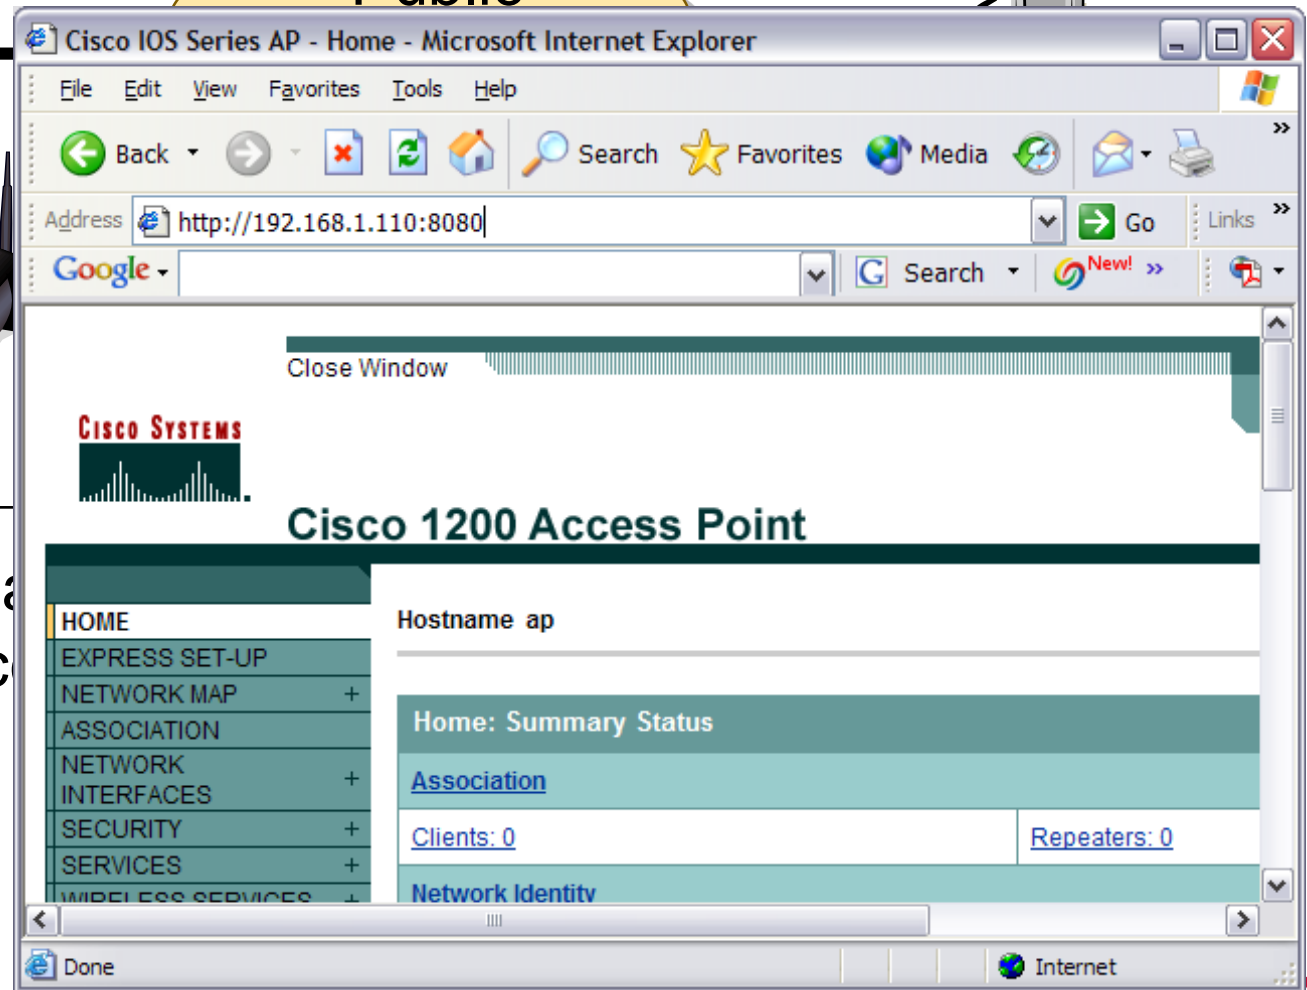 Public
Cisco IOS Series AP - Home - Microsoft Internet Explorer
File Edit View Favorites Tools Help
Back Search Favorites Media »
Address http://192.168.1.110:8080 Go Links »
Google G Search New! »
Close Window
CISCO SYSTEMS
Cisco 1200 Access Point
HOME
EXPRESS SET-UP
NETWORK MAP +
ASSOCIATION
NETWORK INTERFACES +
SECURITY +
SERVICES +
WIRELESS SERVICES +
Hostname ap
Home: Summary Status
Association
Clients: 0 Repeaters: 0
Network Identity
Done Internet